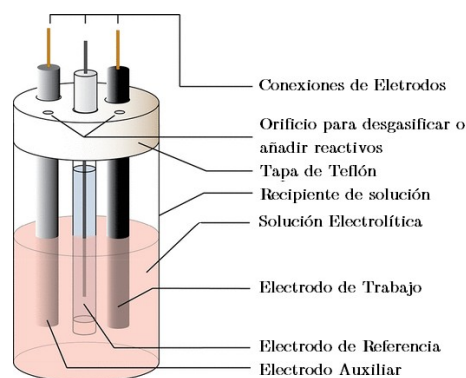 Conexiones de Eletrodos
Orificio para desgasificar o
añadir reactivos
Tapa de Teflón
Recipiente de solución
Solución Electrolítica
Electrodo de Trabajo
Electrodo de Referencia
Electrodo Auxiliar